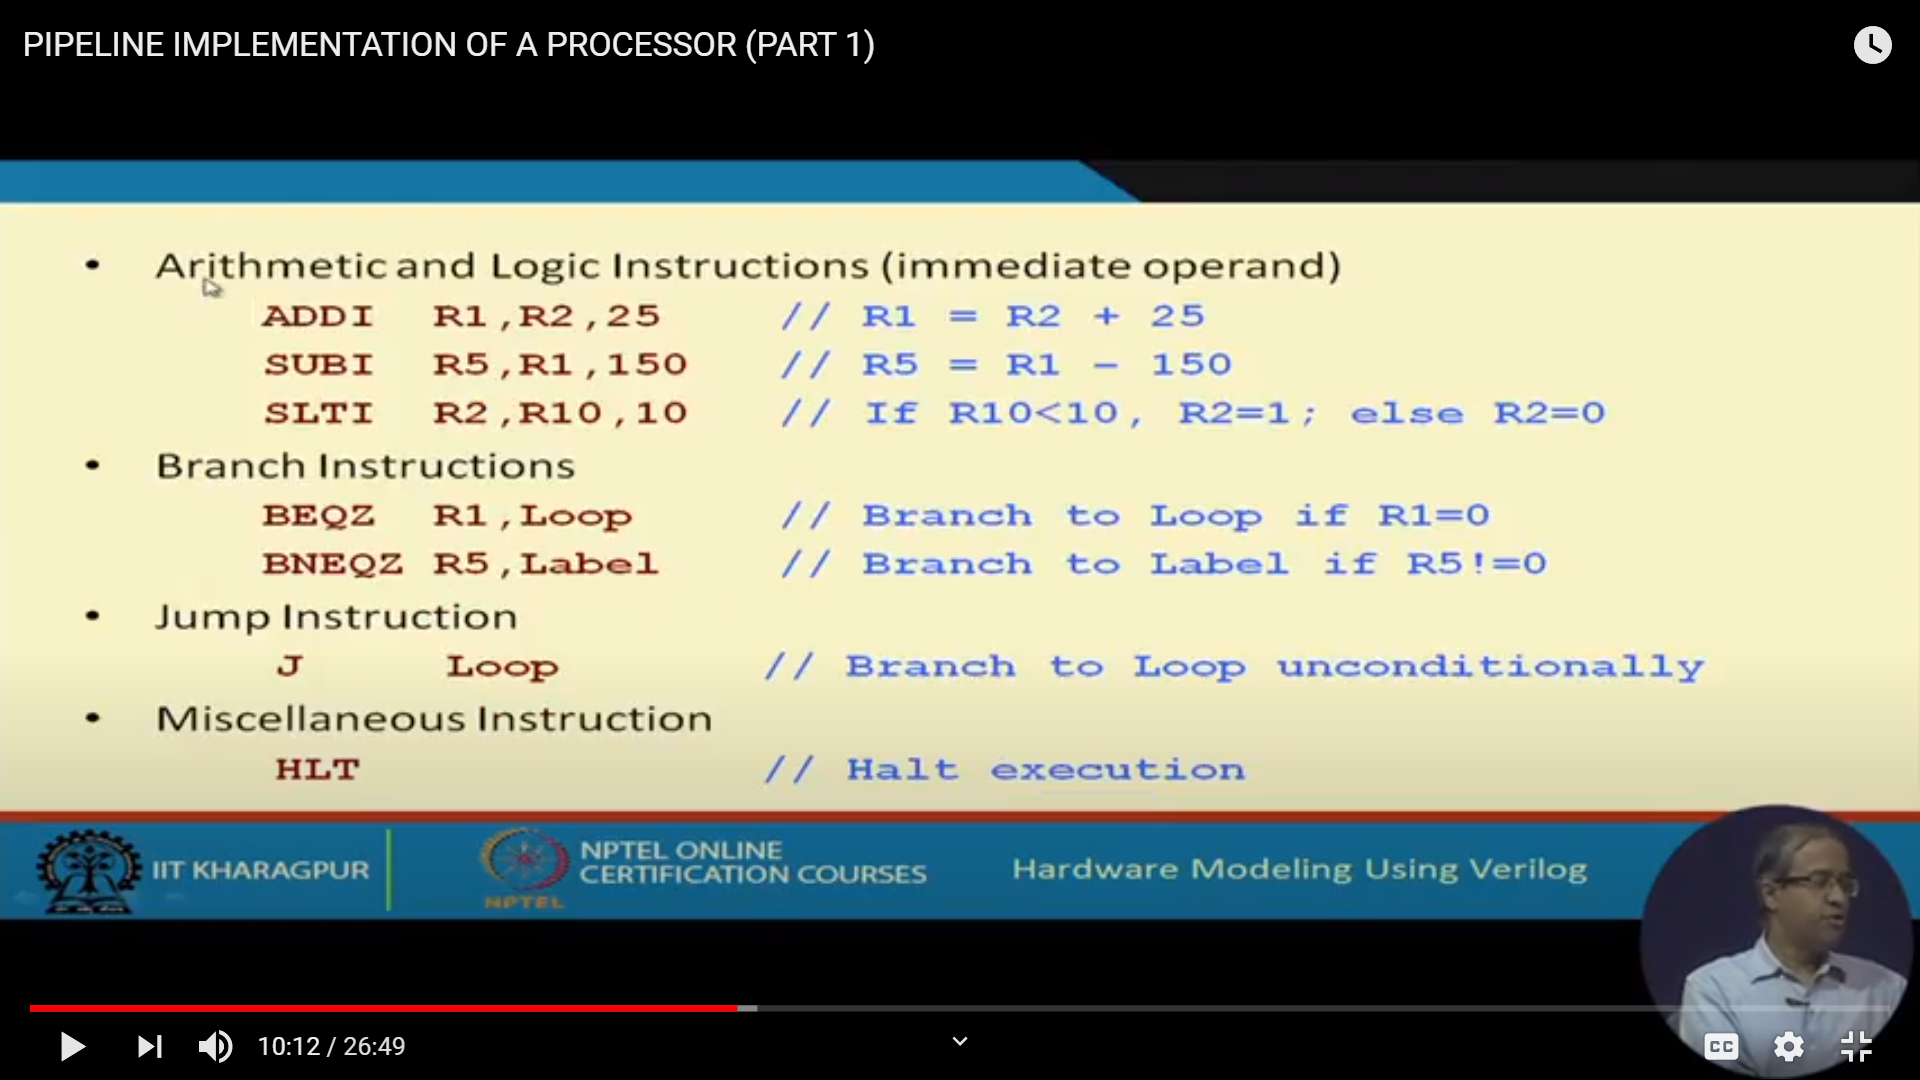 PIPELINE IMPLEMENTATION OF A PROCESSOR (PART 1)
• Arithmetic and Logic Instructions (immediate operand)
ADDI R1,R2,25 // R1 = R2 + 25
SUBI R5,R1,150 // R5 = R1 - 150
SLTI R2,R10,10 // If R10<10, R2=1; else R2=0
• Branch Instructions
BEQZ R1,Loop // Branch to Loop if R1=0
BNEQZ R5,Label // Branch to Label if R5!=0
• Jump Instruction
J Loop // Branch to Loop unconditionally
• Miscellaneous Instruction
HLT // Halt execution
IIT KHARAGPUR
NPTEL ONLINE
CERTIFICATION COURSES
NPTEL
Hardware Modeling Using Verilog
10:12 / 26:49
CC